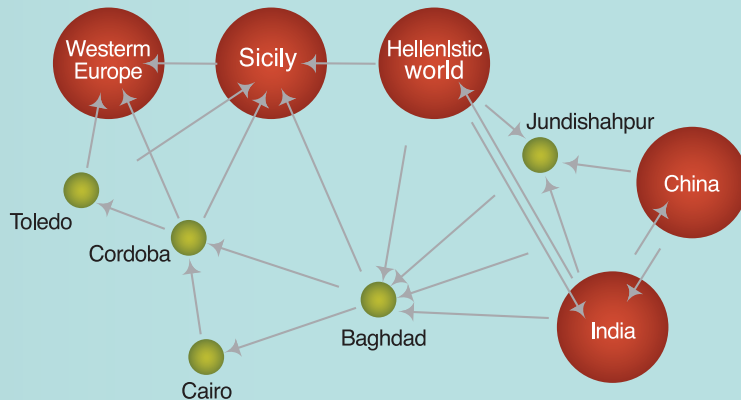 Westerm
Europe
Sicily
HellenIstic
world
Jundishahpur
China
Toledo
Cordoba
India
Baghdad
Cairo